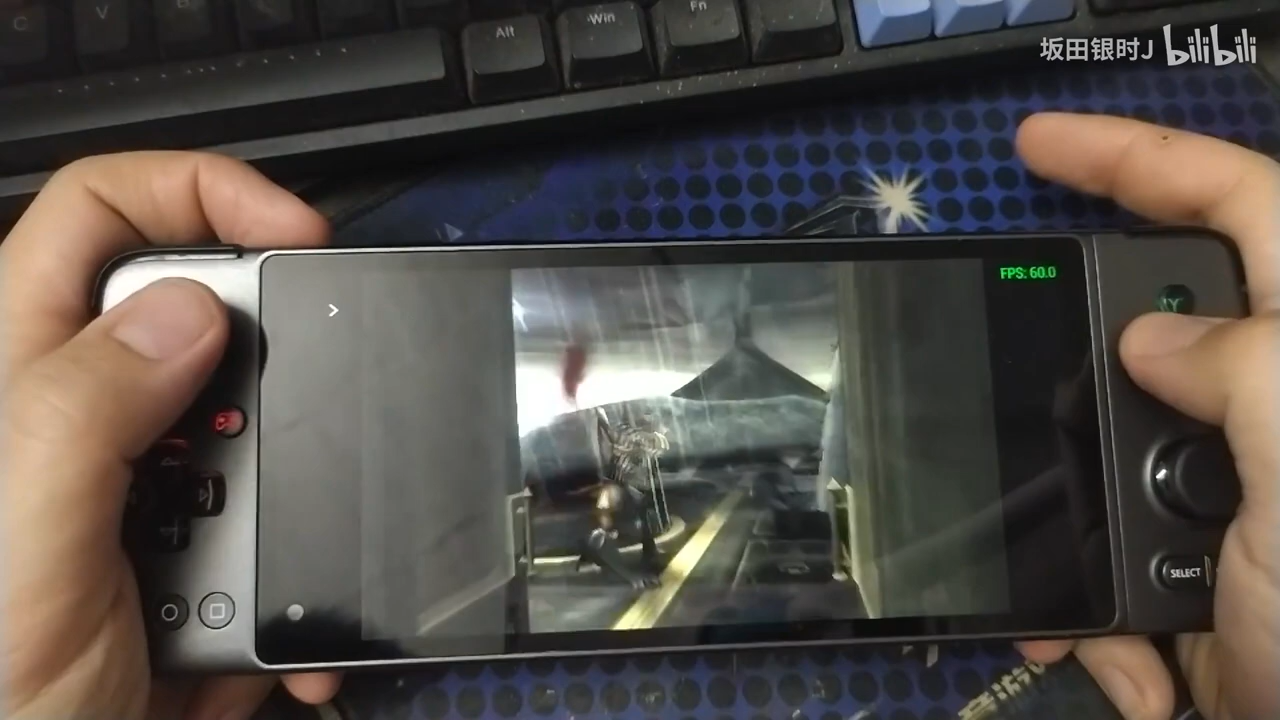 C
V
B
Alt
Win
Fn
坂田银时J bilibili
FPS: 60.0
Y
SELECT